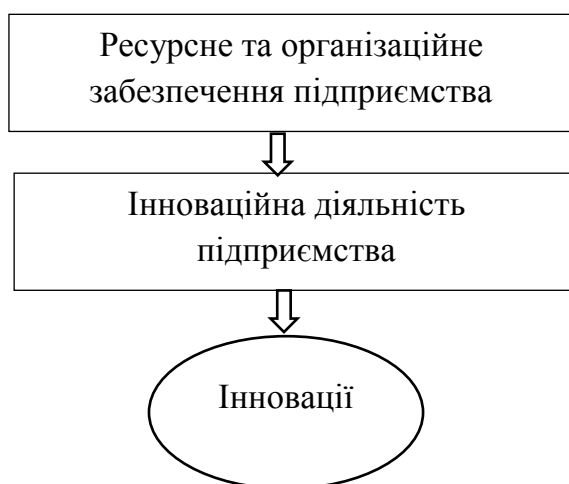 Ресурсне та організаційне
забезпечення підприємства
Інноваційна діяльність
підприємства
Інновації